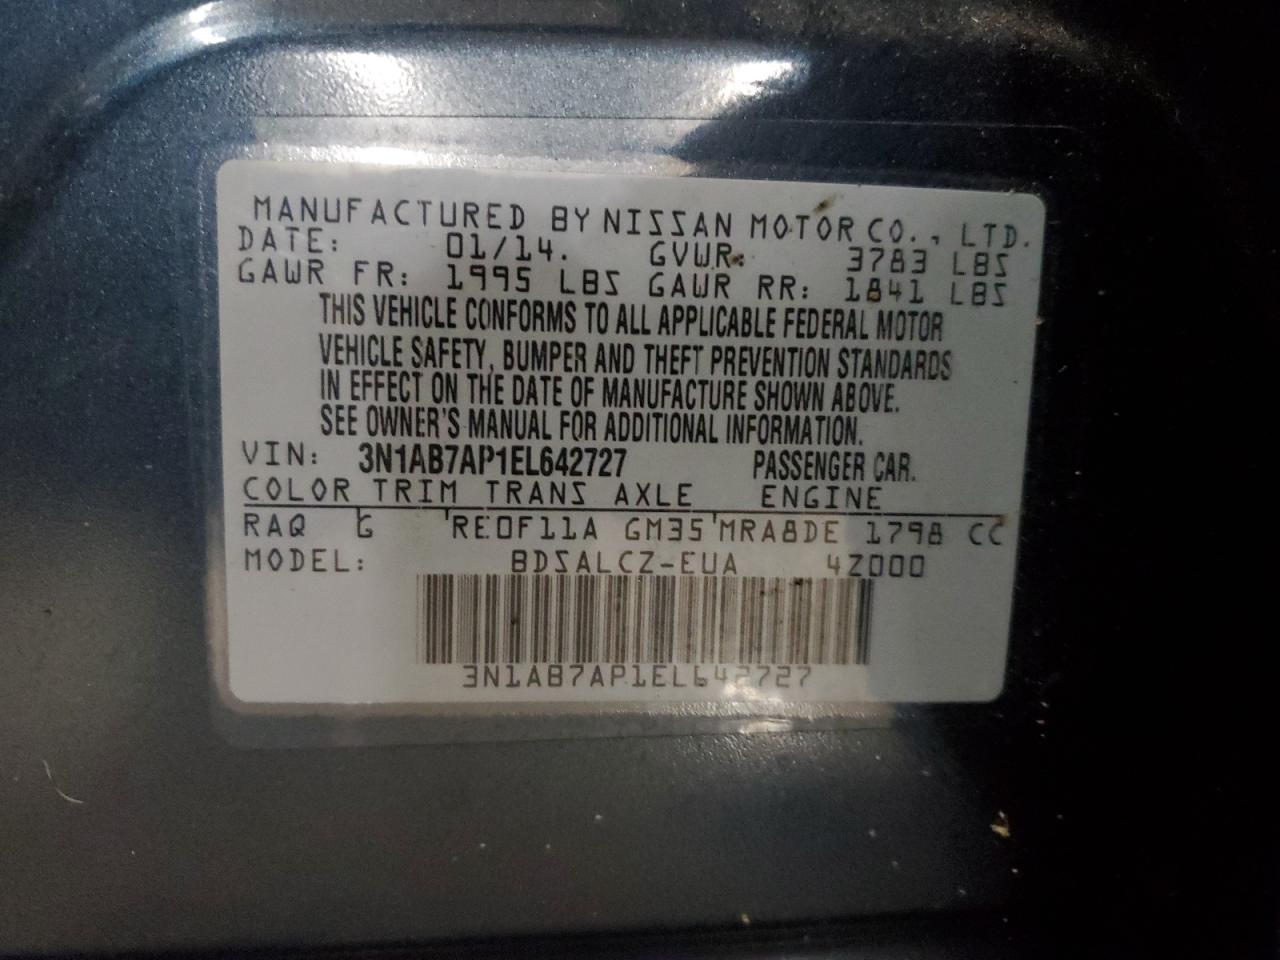 MANUFACTURED BY NISSAN MOTOR CO., LTD.
DATE: 01/14. GVWR: 3783 LBS
GAWR FR: 1995 LBS GAWR RR: 1841 LBS
THIS VEHICLE CONFORMS TO ALL APPLICABLE FEDERAL MOTOR
VEHICLE SAFETY, BUMPER AND THEFT PREVENTION STANDARDS
IN EFFECT ON THE DATE OF MANUFACTURE SHOWN ABOVE.
SEE OWNER'S MANUAL FOR ADDITIONAL INFORMATION.
VIN: 3N1AB7AP1EL642727 PASSENGER CAR.
COLOR TRIM TRANS AXLE ENGINE
RAQ G RE0F11A GM35 MRA8DE 1798 CC
MODEL: BDSALCZ-EUA 4Z000
3N1AB7AP1EL642727